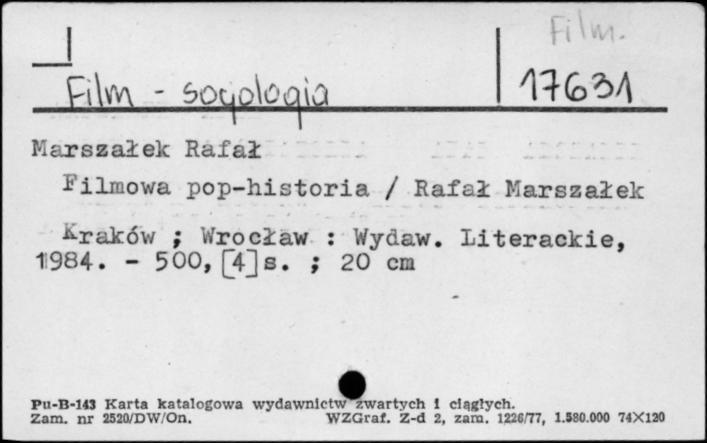 Film.
Film - socjologia
17631
Marszałek Rafał
Filmowa pop-historia / Rafał Marszałek
Kraków ; Wrocław : Wydaw. Literackie,
1984. - 500, [4] s. ; 20 cm
Pu-B-143 Karta katalogowa wydawnictw zwartych i ciągłych.
Zam. nr 2520/DW/On. WZGraf. Z-d 2, zam. 1226/77, 1.580.000 74X120